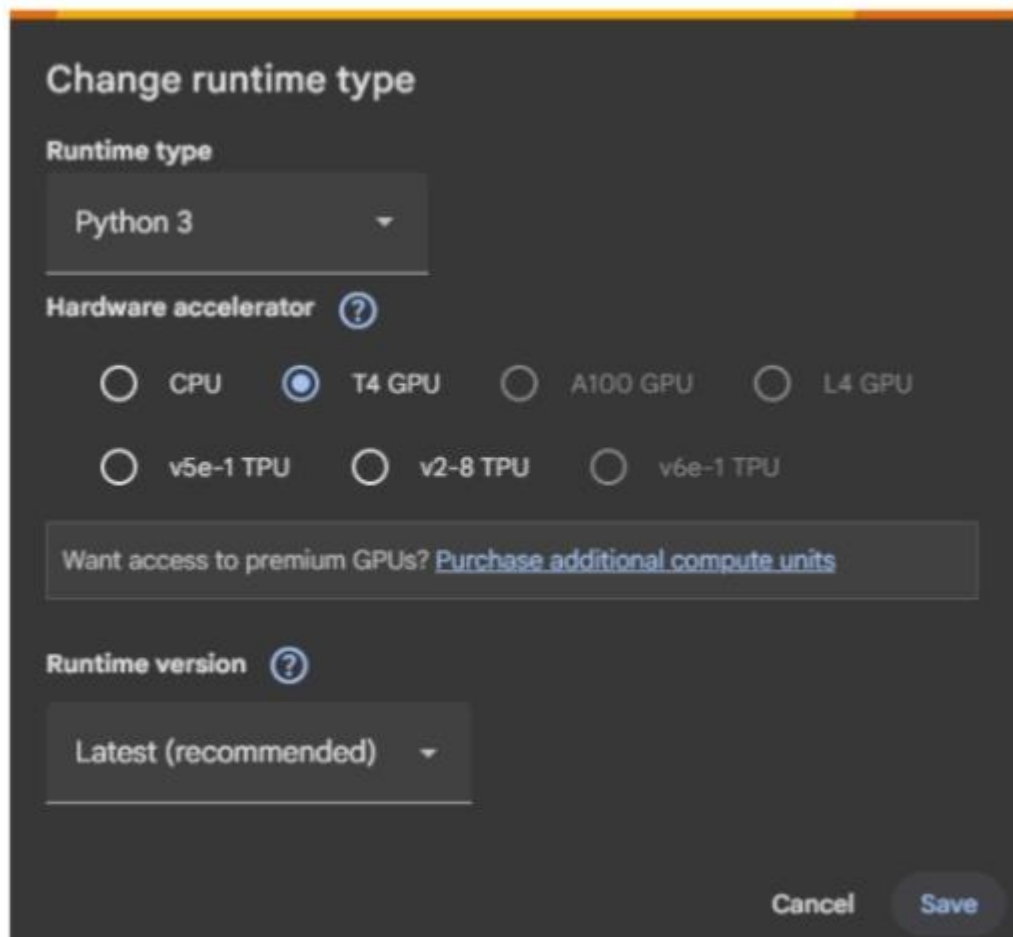 Change runtime type
Runtime type
Python 3
Hardware accelerator ?
CPU T4 GPU A100 GPU L4 GPU
v5e-1 TPU v2-8 TPU v6e-1 TPU
Want access to premium GPUs? Purchase additional compute units
Runtime version ?
Latest (recommended)
Cancel Save